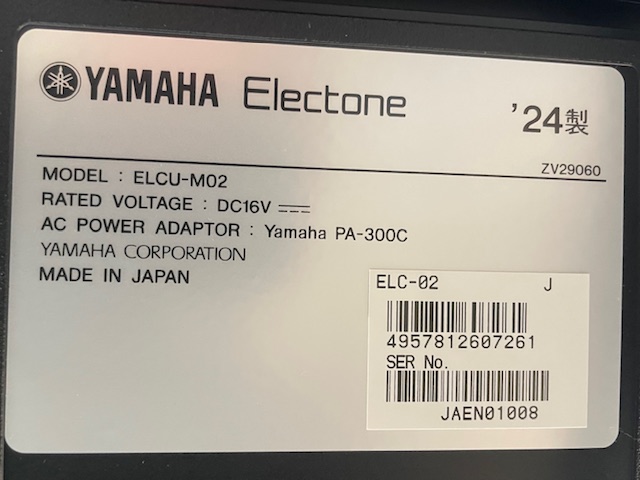 YAMAHA Electone '24製
ZV29060
MODEL : ELCU-M02
RATED VOLTAGE : DC16V
AC POWER ADAPTOR : Yamaha PA-300C
YAMAHA CORPORATION
MADE IN JAPAN
ELC-02 J
4957812607261
SER No.
JAEN01008